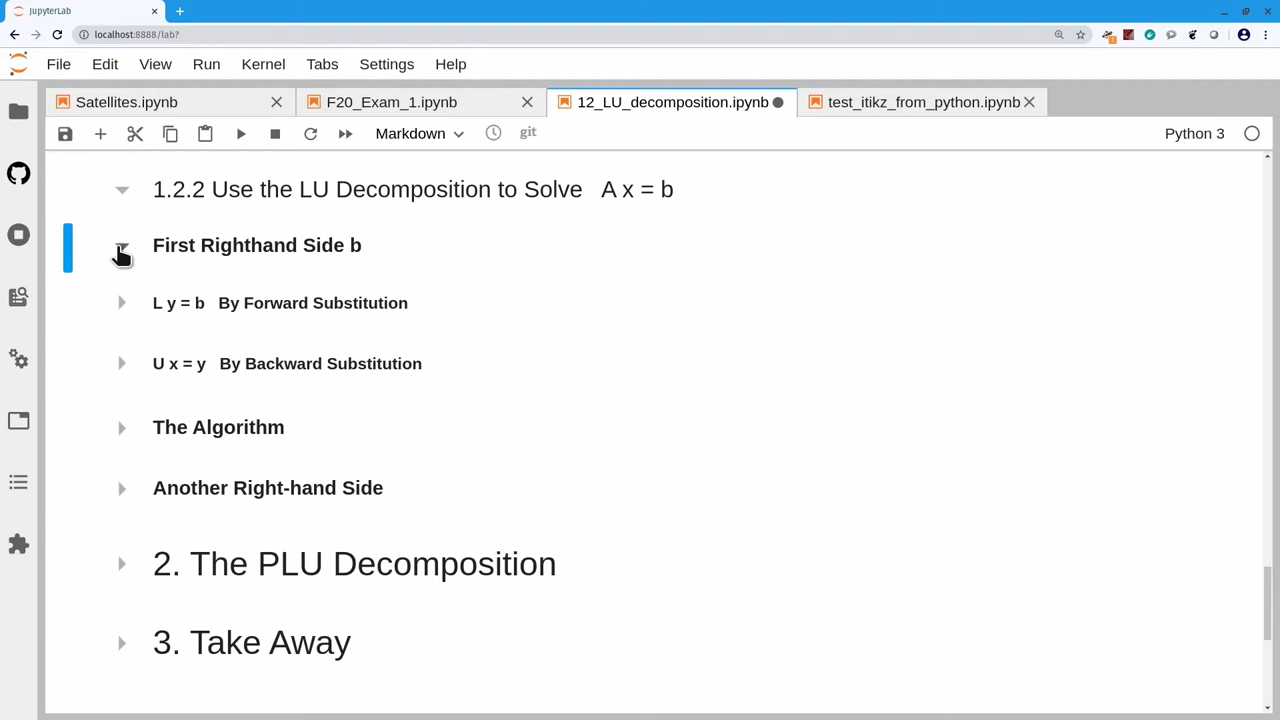 JupyterLab
localhost:8888/lab?
File Edit View Run Kernel Tabs Settings Help
Satellites.ipynb F20_Exam_1.ipynb 12_LU_decomposition.ipynb test_itikz_from_python.ipynb
Markdown git Python 3
1.2.2 Use the LU Decomposition to Solve A x = b
First Righthand Side b
L y = b By Forward Substitution
U x = y By Backward Substitution
The Algorithm
Another Right-hand Side
2. The PLU Decomposition
3. Take Away